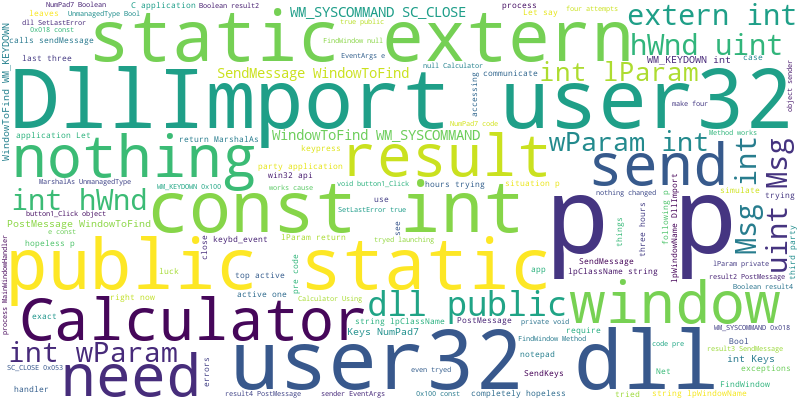 NumPad7 Boolean
C application Boolean result2
WM_SYSCOMMAND SC_CLOSE
process
Let say
four attempts
extern int
leaves
UnmanagedType Bool
dll SetLastError
0x018 const
calls sendMessage
last three
static extern
true public
FindWindow null
EventArgs e
null Calculator
communicate
accessing
hWnd uint
WM_KEYDOWN int
case
object sender
WindowToFind WM_KEYDOWN
SendMessage WindowToFind
int lParam
DllImport user32
NumPad7 code
make four
lpWindowName DllImport
application Let
return MarshalAs
WindowToFind WM_SYSCOMMAND
keypress
wParam int
Method works
nothing
result
send
Msg int
uint Msg
party application
win32 api
situation p
MarshalAs UnmanagedType
WM_KEYDOWN 0x100
works cause
void button1_Click
hours trying
nothing changed
simulate
trying
int hWnd
const int
p p
use
SetLastError true
button1_Click object
PostMessage WindowToFind
e const
hopeless p
close
keybd_event
lParam return
tryed launching
see
three hours
following p
things
third party
public static
luck
top active
active one
pre code
app
SendMessage
lpClassName string
lParam private
result2 PostMessage
Boolean result4
process MainWindowHandler
right now
Calculator Using
window
Calculator
dll public
string lpClassName
PostMessage
private void
Keys NumPad7
require
FindWindow Method
WM_SYSCOMMAND 0x018
exact
int wParam
user32 dll
notepad
code pre
result3 SendMessage
Bool
int Keys
SC_CLOSE 0x053
need
errors
even tryed
SendKeys
Net
exceptions
handler
tried
FindWindow
result4 PostMessage
sender EventArgs
0x100 const
completely hopeless
string lpWindowName